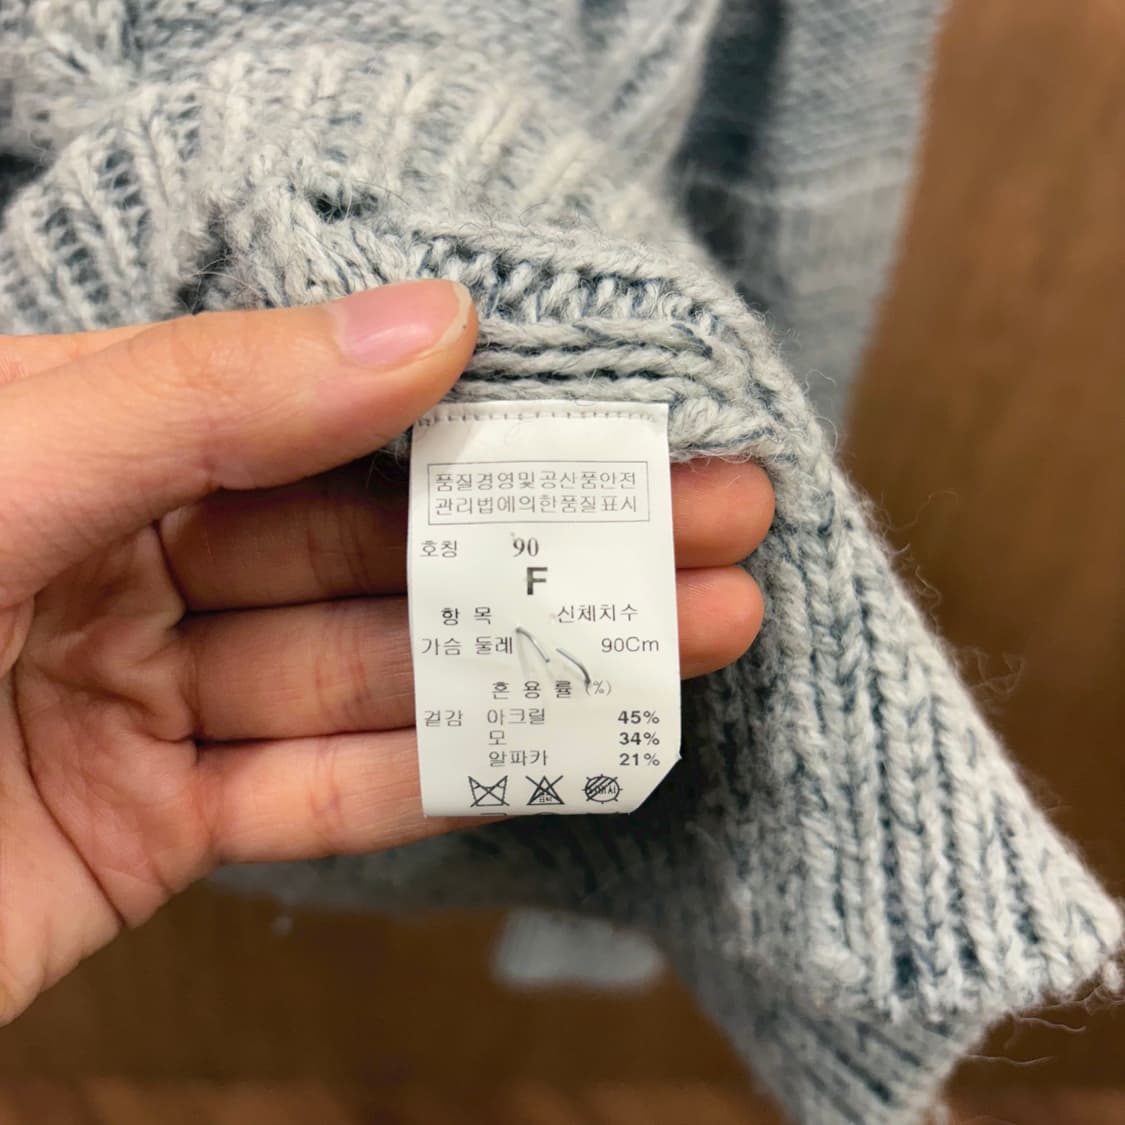 품질경영및공산품안전
관리법에의한품질표시
호칭 90
F
항 목 신체치수
가슴 둘레 90Cm
혼 용 률 (%)
겉감 아크릴 45%
모 34%
알파카 21%